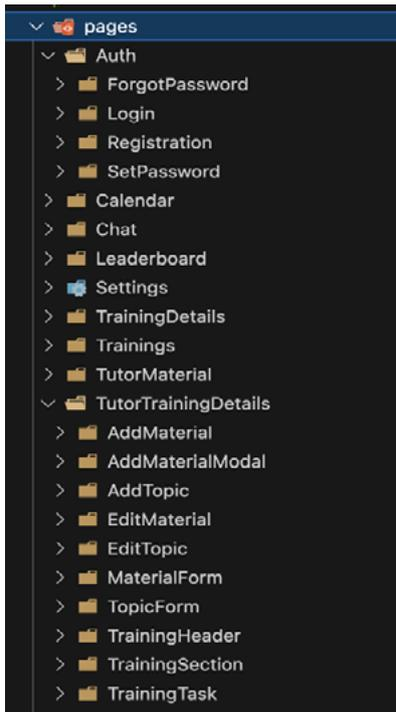 pages
Auth
ForgotPassword
Login
Registration
SetPassword
Calendar
Chat
Leaderboard
Settings
TrainingDetails
Trainings
TutorMaterial
TutorTrainingDetails
AddMaterial
AddMaterialModal
AddTopic
EditMaterial
EditTopic
MaterialForm
TopicForm
TrainingHeader
TrainingSection
TrainingTask